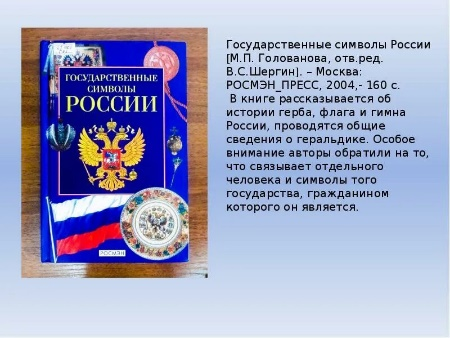 ГОСУДАРСТВЕННЫЕ
СИМВОЛЫ
РОССИИ
РОСМЭН
Государственные символы России
[М.П. Голованова, отв.ред.
В.С.Шергин]. – Москва:
РОСМЭН_ПРЕСС, 2004,- 160 с.
В книге рассказывается об
истории герба, флага и гимна
России, проводятся общие
сведения о геральдике. Особое
внимание авторы обратили на то,
что связывает отдельного
человека и символы того
государства, гражданином
которого он является.